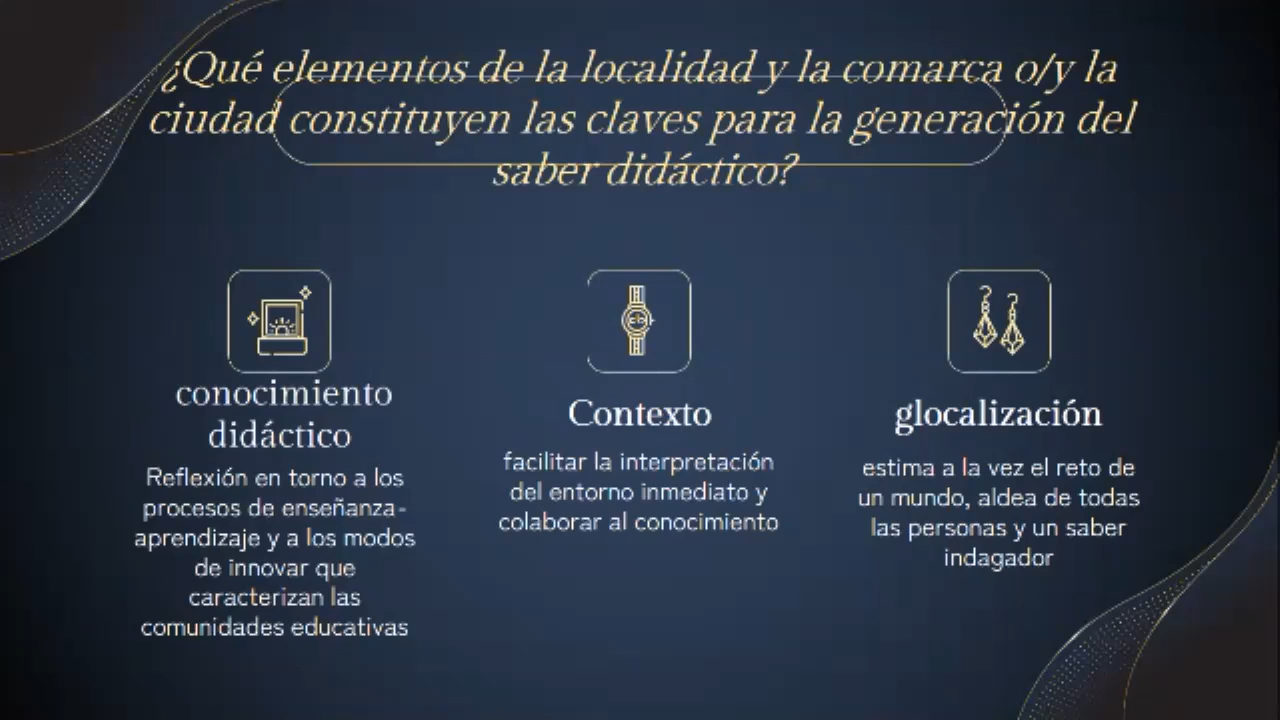 ¿Qué elementos de la localidad y la comarca o/y la
ciudad constituyen las claves para la generación del
saber didáctico?
conocimiento
didáctico
Reflexión en torno a los
procesos de enseñanza-
aprendizaje y a los modos
de innovar que
caracterizan las
comunidades educativas
Contexto
facilitar la interpretación
del entorno inmediato y
colaborar al conocimiento
glocalización
estima a la vez el reto de
un mundo, aldea de todas
las personas y un saber
indagador